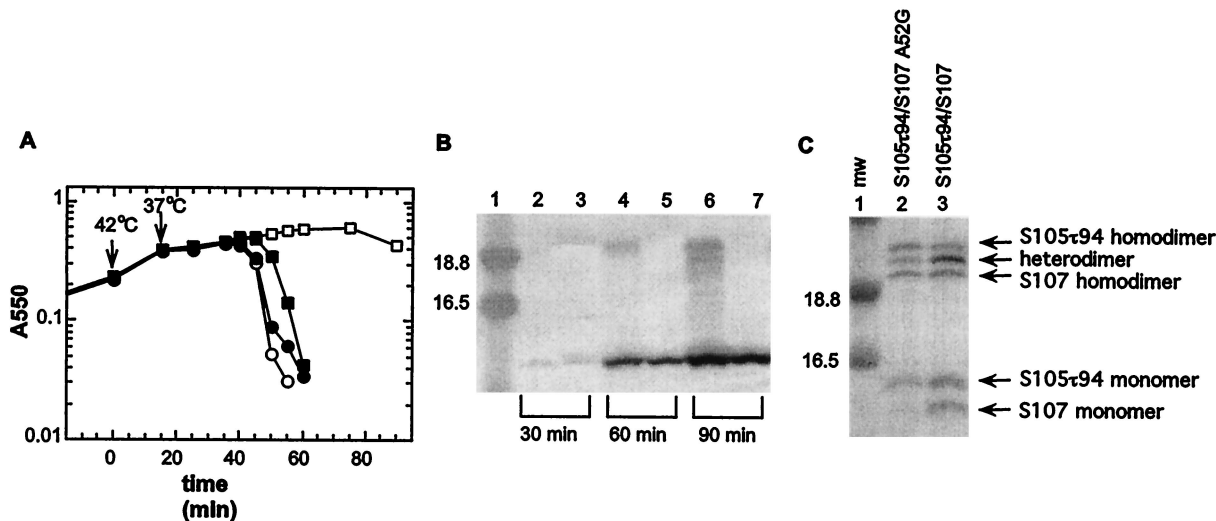 A
A550
1
0.1
0.01
42°C
37°C
0 20 40 60 80
time
(min)
B
1 2 3 4 5 6 7
18.8
16.5
30 min 60 min 90 min
C
mw
S105τ94/S107 A52G
S105τ94/S107
1 2 3
18.8
16.5
S105τ94 homodimer
heterodimer
S107 homodimer
S105τ94 monomer
S107 monomer